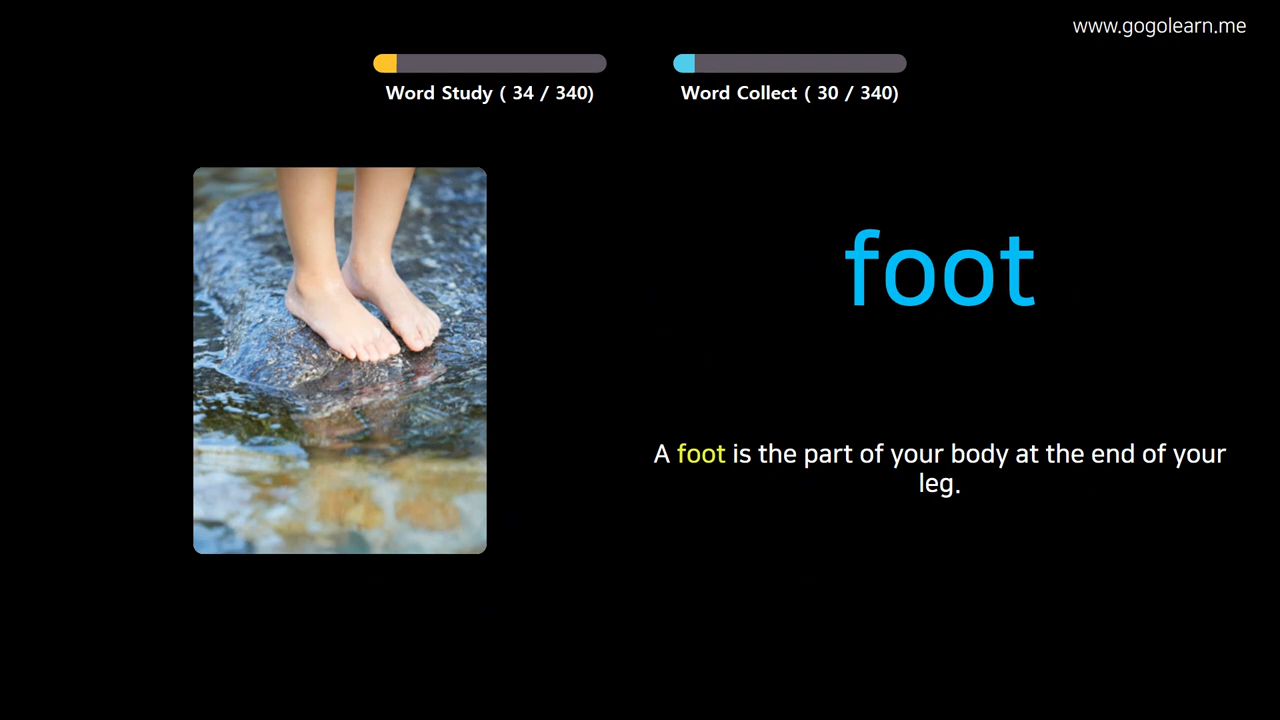 www.gogolearn.me
Word Study ( 34 / 340)
Word Collect ( 30 / 340)
foot
A foot is the part of your body at the end of your
leg.